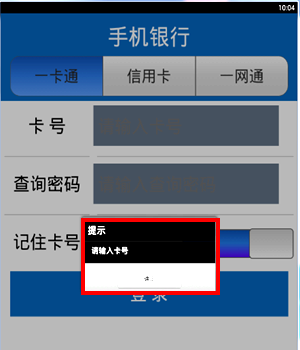 10:04
手机银行
一卡通 信用卡 一网通
卡 号
查询密码
提示
记住卡号
请输入卡号
登 录